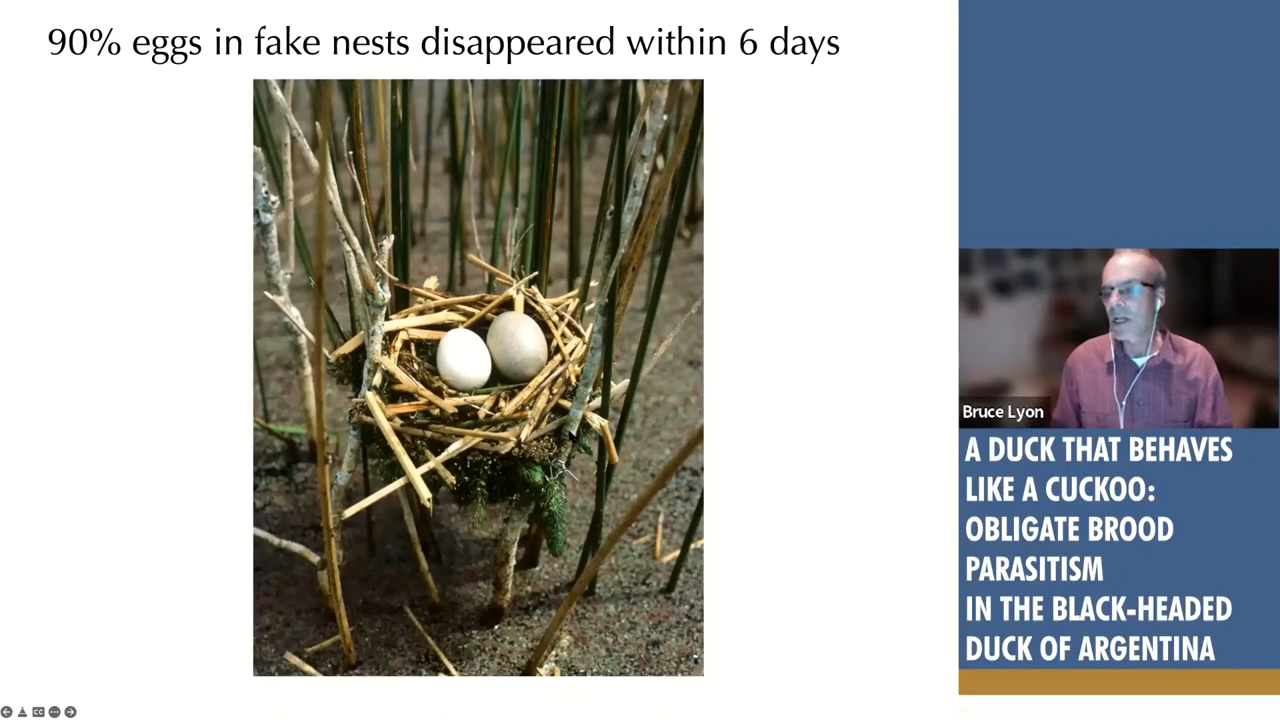 90% eggs in fake nests disappeared within 6 days
Bruce Lyon
A DUCK THAT BEHAVES
LIKE A CUCKOO:
OBLIGATE BROOD
PARASITISM
IN THE BLACK-HEADED
DUCK OF ARGENTINA
CC